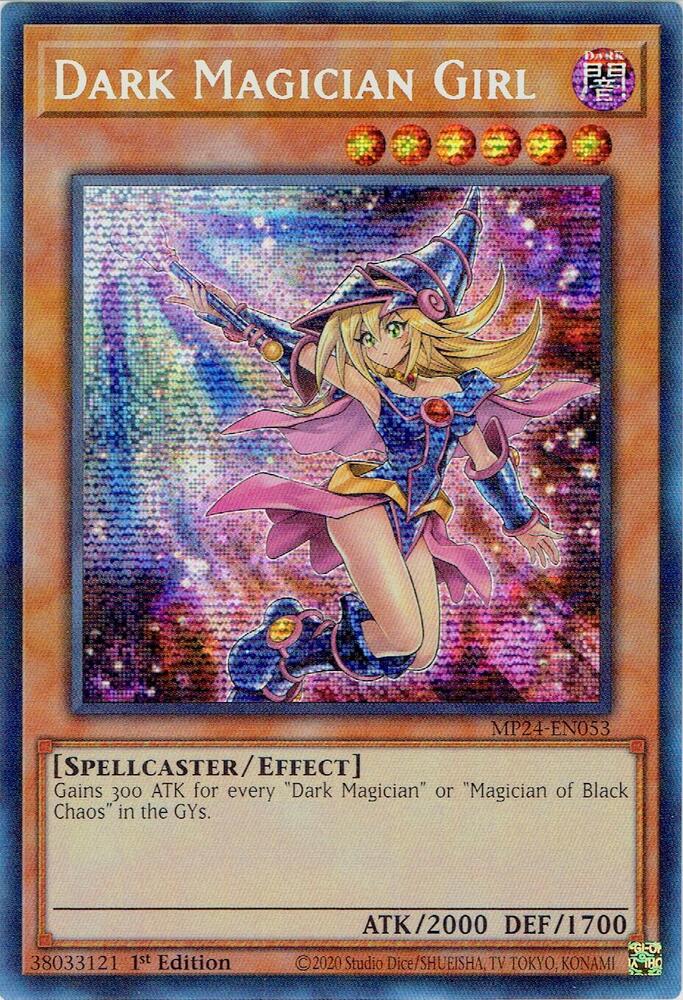 DARK MAGICIAN GIRL
DARK
闇
MP24-EN053
[SPELLCASTER/EFFECT]
Gains 300 ATK for every "Dark Magician" or "Magician of Black
Chaos" in the GYs.
ATK/2000 DEF/1700
38033121 1st Edition ©2020 Studio Dice/SHUEISHA, TV TOKYO, KONAMI